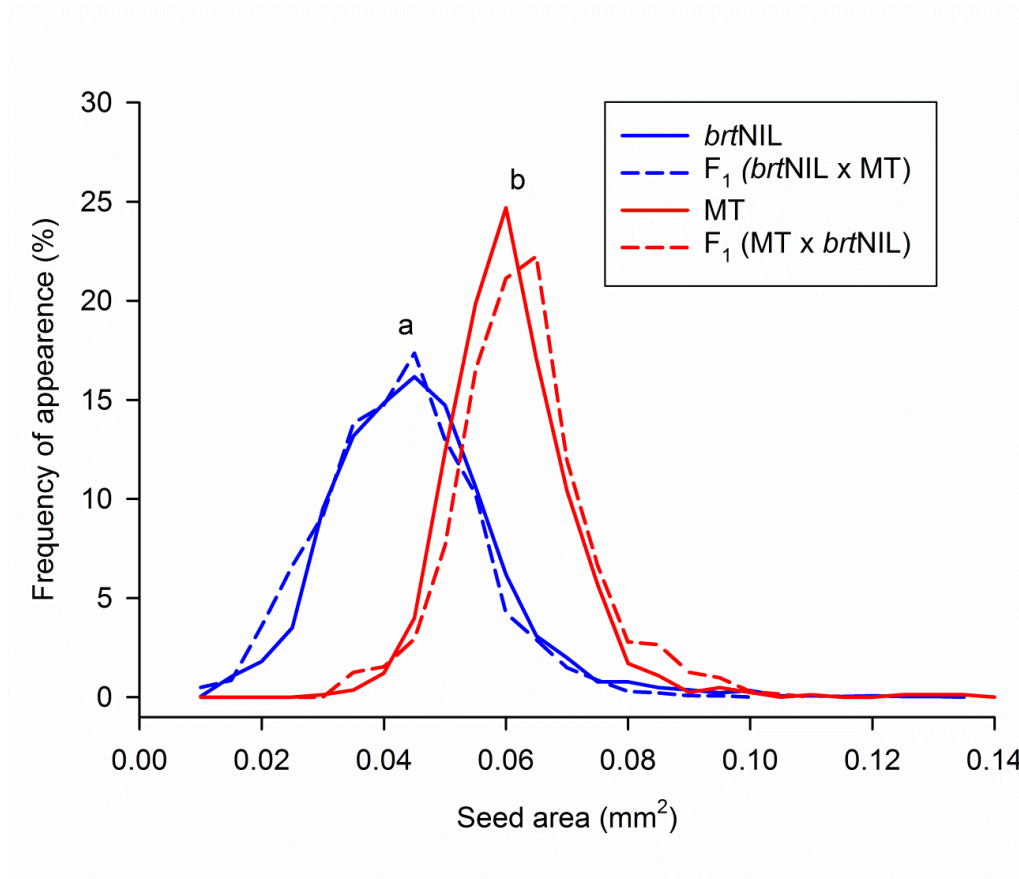 30
25
20
15
10
5
0
Frequency of appearence (%)
a
b
brtNIL
F₁ (brtNIL x MT)
MT
F₁ (MT x brtNIL)
0.00 0.02 0.04 0.06 0.08 0.10 0.12 0.14
Seed area (mm²)